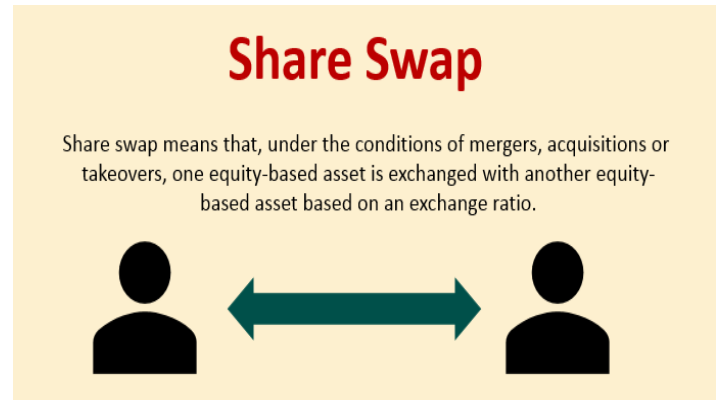 Share Swap
Share swap means that, under the conditions of mergers, acquisitions or
takeovers, one equity-based asset is exchanged with another equity-
based asset based on an exchange ratio.